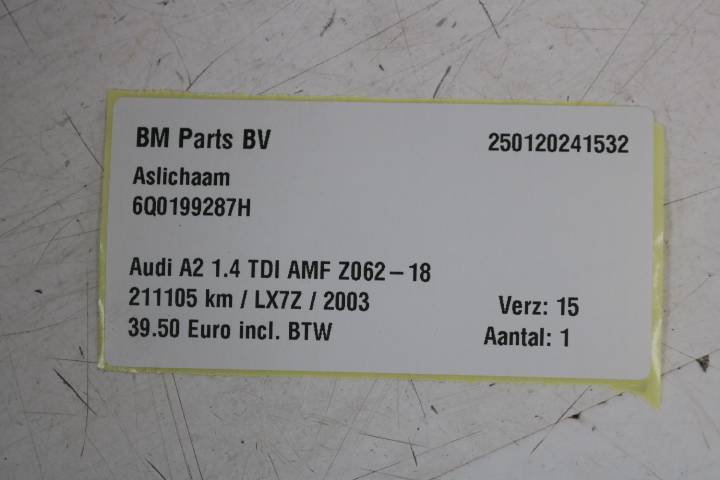 BM Parts BV 250120241532
Aslichaam
6Q0199287H
Audi A2 1.4 TDI AMF Z062-18
211105 km / LX7Z / 2003 Verz: 15
39.50 Euro incl. BTW Aantal: 1